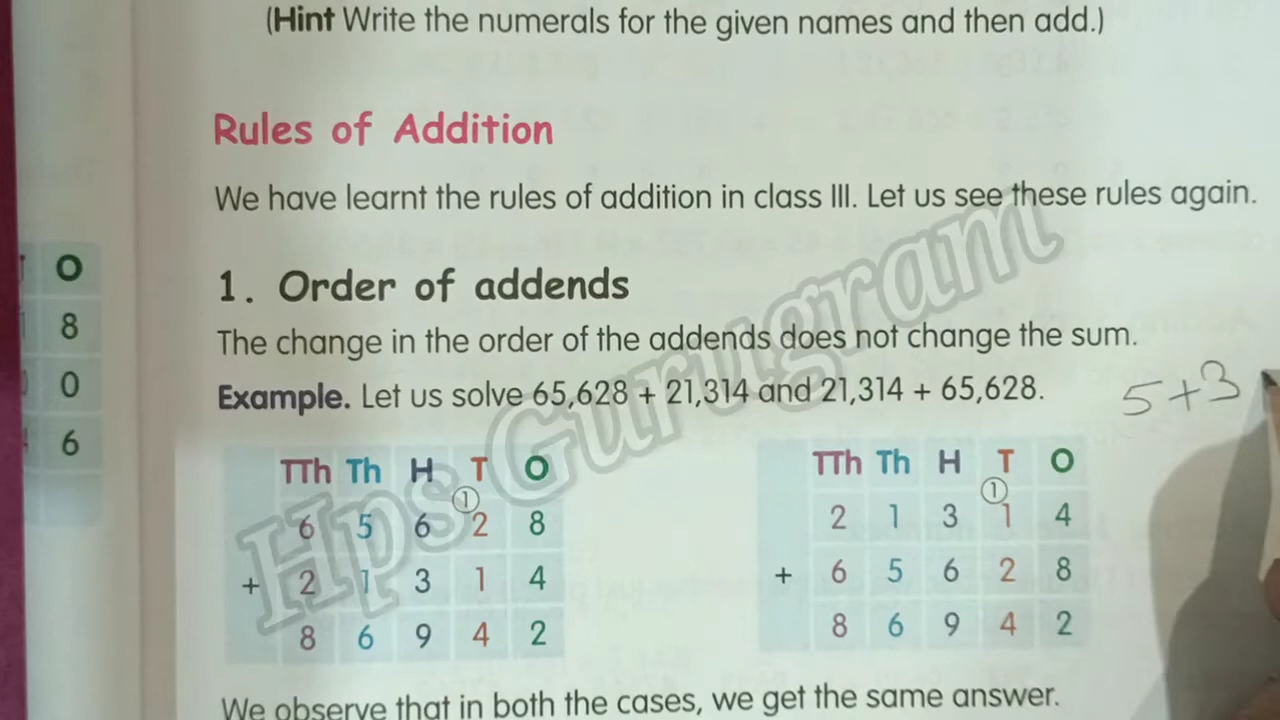 (Hint Write the numerals for the given names and then add.)
Rules of Addition
We have learnt the rules of addition in class III. Let us see these rules again.
1. Order of addends
The change in the order of the addends does not change the sum.
Example. Let us solve 65,628 + 21,314 and 21,314 + 65,628.
5+3
O
8
0
6
TTh Th H T O
①
6 5 6 2 8
+ 2 1 3 1 4
8 6 9 4 2
TTh Th H T O
①
2 1 3 1 4
+ 6 5 6 2 8
8 6 9 4 2
We observe that in both the cases, we get the same answer.
Hps Gurugram